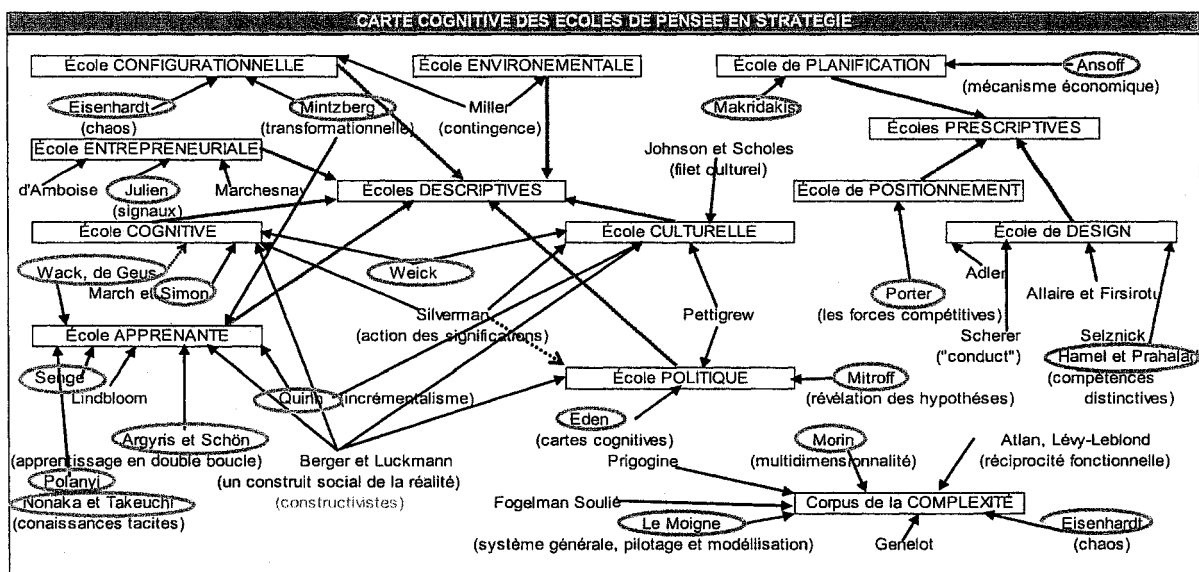 CARTE COGNITIVE DES ECOLES DE PENSEE EN STRATEGIE
École CONFIGURATIONNELLE
École ENVIRONEMENTALE
École de PLANIFICATION
Ansoff
(mécanisme économique)
Eisenhardt
(chaos)
Mintzberg
(transformationnelle)
Miller
(contingence)
Makridakis
Écoles PRESCRIPTIVES
École ENTREPRENEURIALE
Johnson et Scholes
(filet culturel)
d'Amboise
Julien
(signaux)
Marchesnay
Écoles DESCRIPTIVES
École de POSITIONNEMENT
École COGNITIVE
École CULTURELLE
École de DESIGN
Wack, de Geus
March et Simon
Weick
Adler
Porter
(les forces compétitives)
Allaire et Firsirotu
Silverman
(action des significations)
Pettigrew
École APPRENANTE
Scherer
("conduct")
Selznick
Hamel et Prahalad
(compétences
distinctives)
Senge
Lindbloom
Quinn (incrémentalisme)
École POLITIQUE
Mitroff
(révélation des hypothéses)
Eden
(cartes cognitives)
Argyris et Schön
(apprentissage en double boucle)
Berger et Luckmann
(un construit social de la réalité)
(constructivistes)
Prigogine
Morin
(multidimensionnalité)
Atlan, Lévy-Leblond
(réciprocité fonctionnelle)
Polanyi
Nonaka et Takeuchi
(conaissances tacites)
Fogelman Soulié
Corpus de la COMPLEXITÉ
Le Moigne
(système générale, pilotage et modéllisation)
Genelot
Eisenhardt
(chaos)